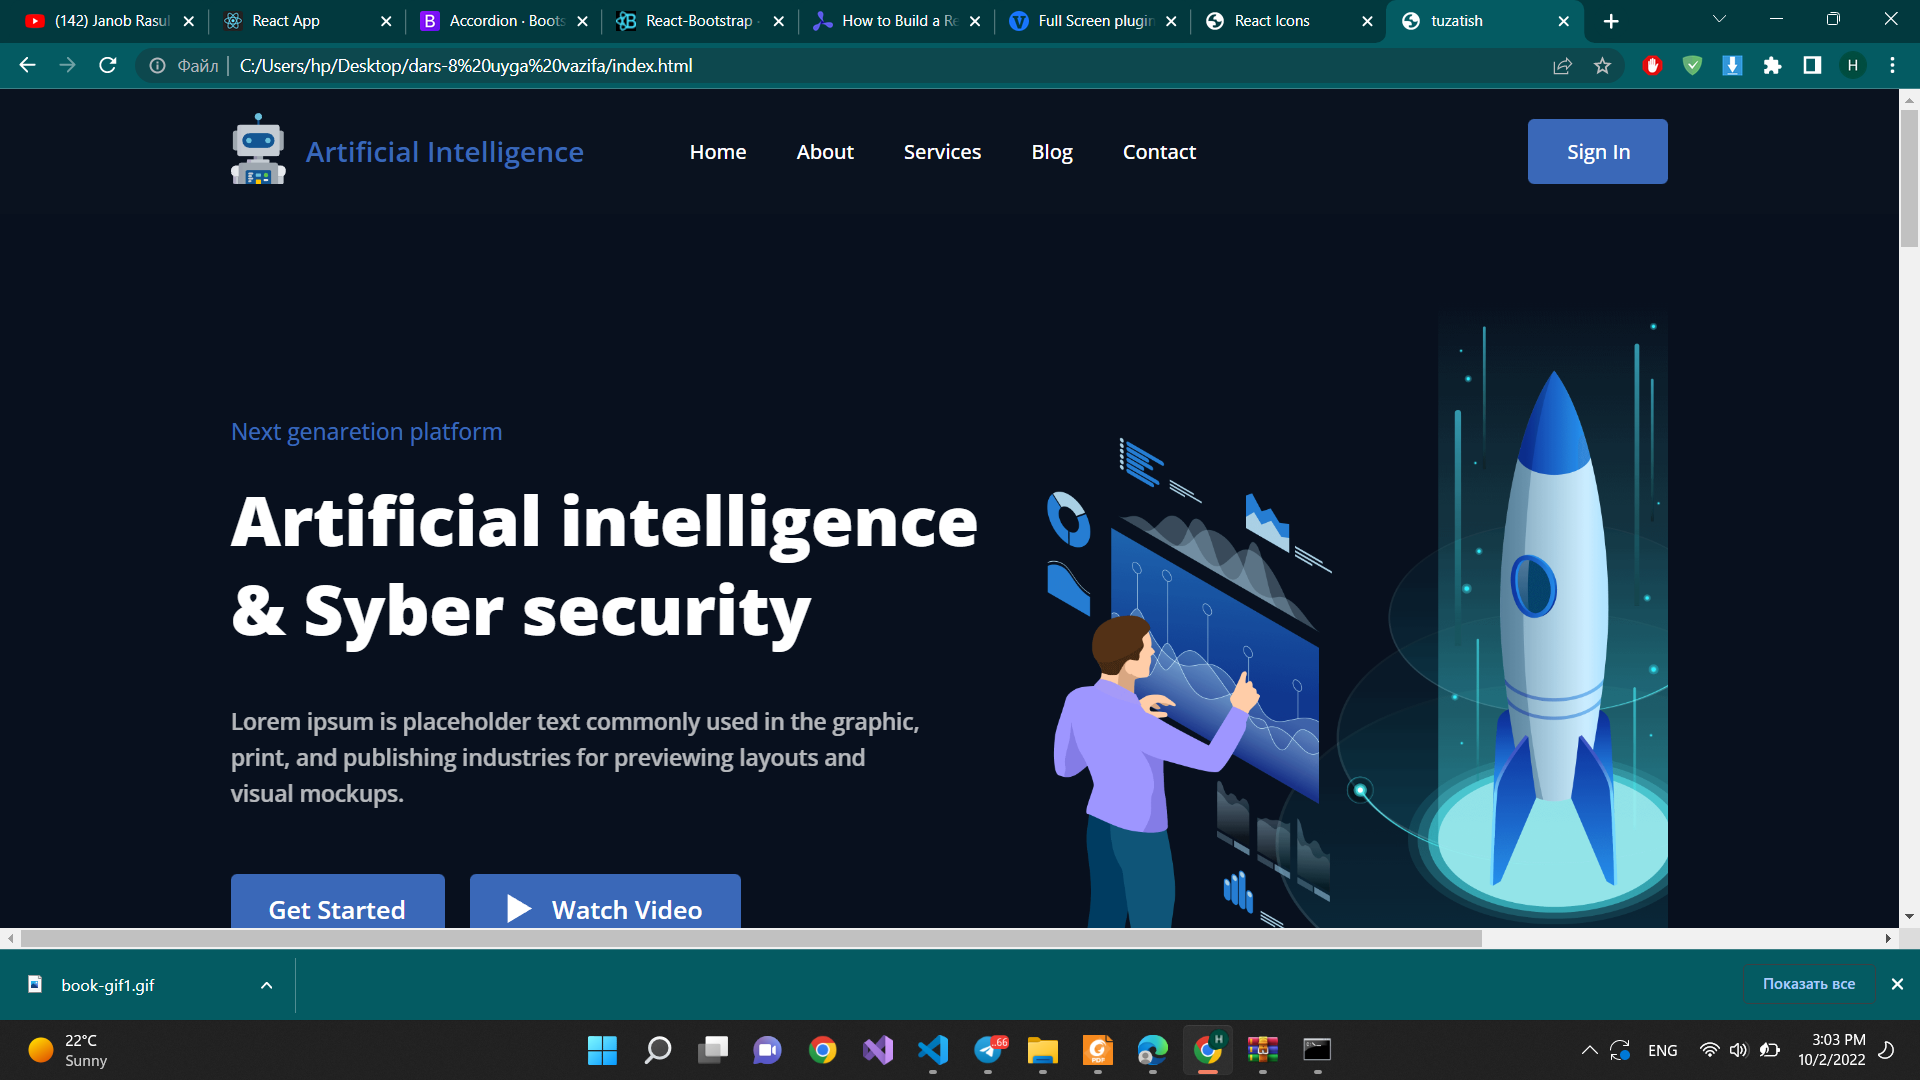 (142) Janob Rasul
React App
Accordion · Boots
React-Bootstrap ·
How to Build a Re
Full Screen plugin
React Icons
tuzatish
Файл
C:/Users/hp/Desktop/dars-8%20uyga%20vazifa/index.html
H
Artificial Intelligence
Home
About
Services
Blog
Contact
Sign In
Next genaretion platform
Artificial intelligence
& Syber security
Lorem ipsum is placeholder text commonly used in the graphic,
print, and publishing industries for previewing layouts and
visual mockups.
Get Started
Watch Video
book-gif1.gif
Показать все
22°C
Sunny
.66
H
ENG
3:03 PM
10/2/2022